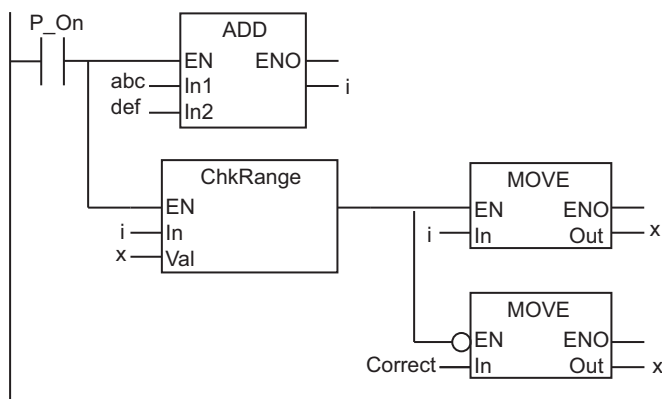 P_On
ADD
EN ENO
abc In1 i
def In2
ChkRange
EN
i In
x Val
MOVE
EN ENO
i In Out x
MOVE
EN ENO
Correct In Out x